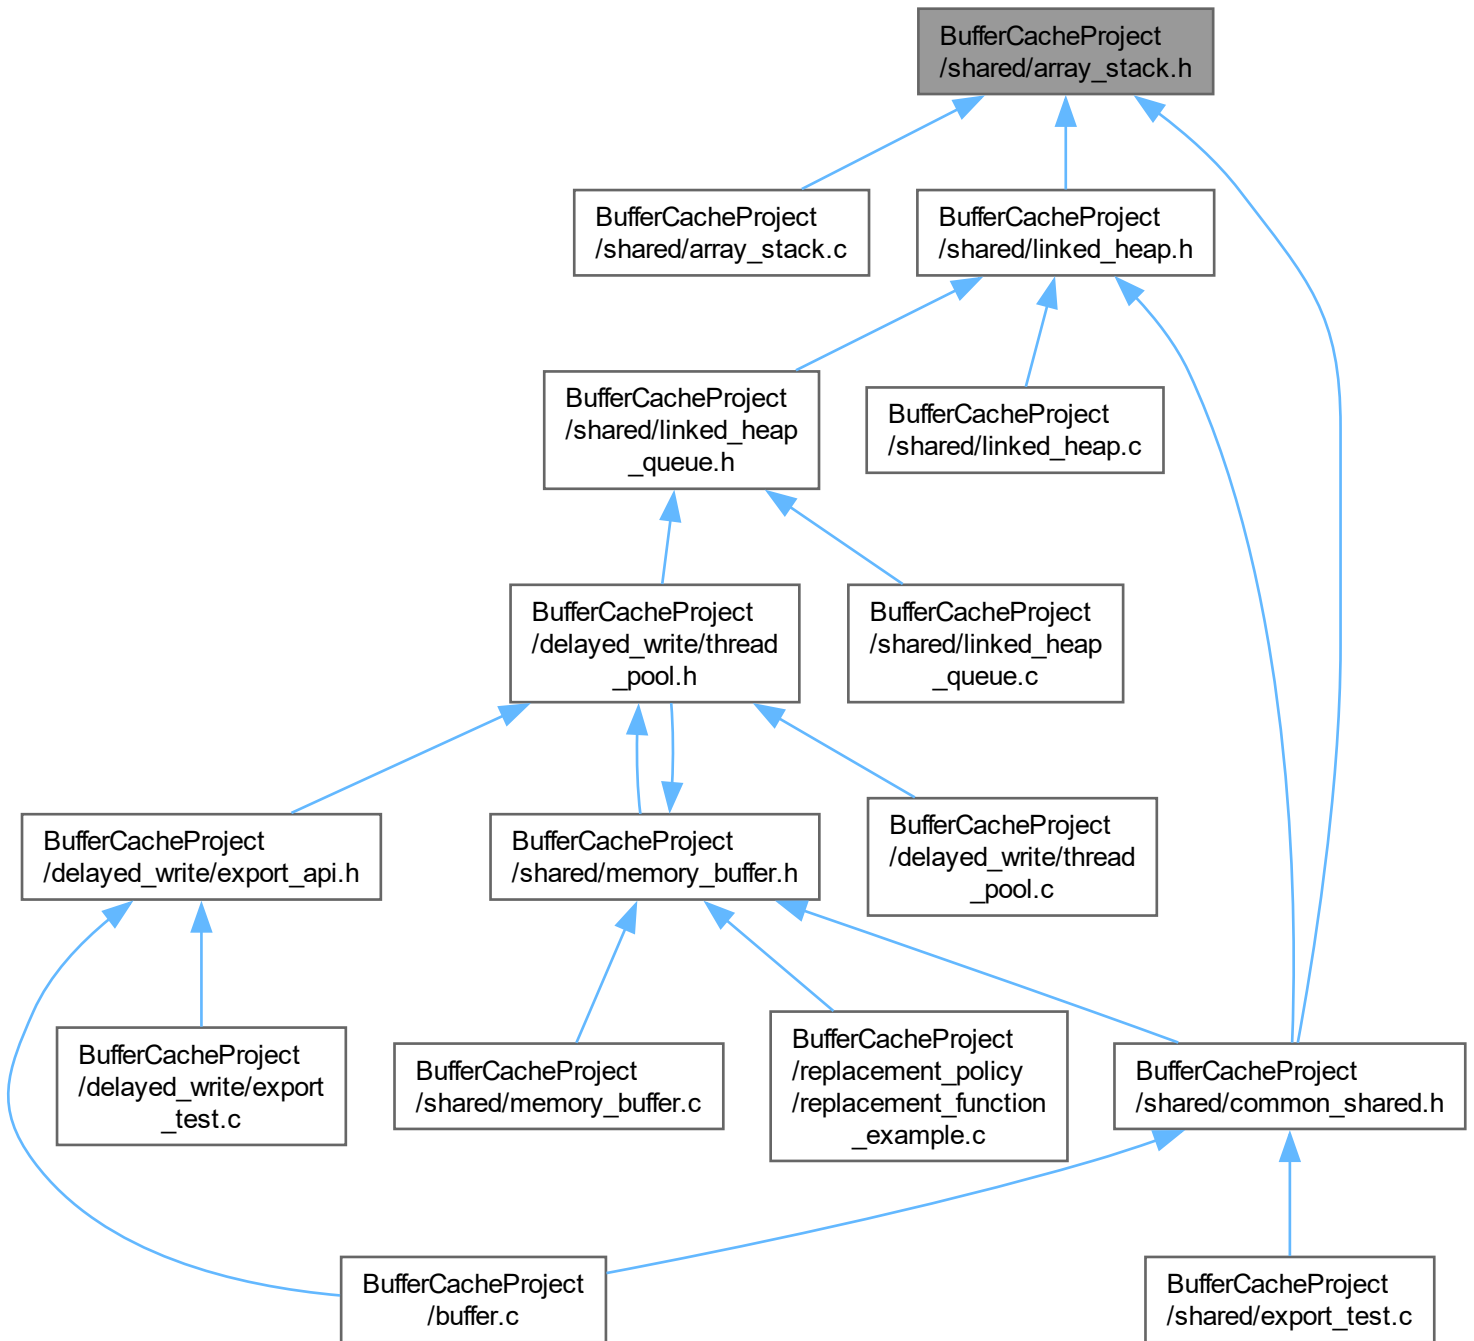 BufferCacheProject
/shared/array_stack.h
BufferCacheProject
/shared/array_stack.c
BufferCacheProject
/shared/linked_heap.h
BufferCacheProject
/shared/linked_heap
_queue.h
BufferCacheProject
/shared/linked_heap.c
BufferCacheProject
/delayed_write/thread
_pool.h
BufferCacheProject
/shared/linked_heap
_queue.c
BufferCacheProject
/delayed_write/export_api.h
BufferCacheProject
/shared/memory_buffer.h
BufferCacheProject
/delayed_write/thread
_pool.c
BufferCacheProject
/delayed_write/export
_test.c
BufferCacheProject
/shared/memory_buffer.c
BufferCacheProject
/replacement_policy
/replacement_function
_example.c
BufferCacheProject
/shared/common_shared.h
BufferCacheProject
/buffer.c
BufferCacheProject
/shared/export_test.c